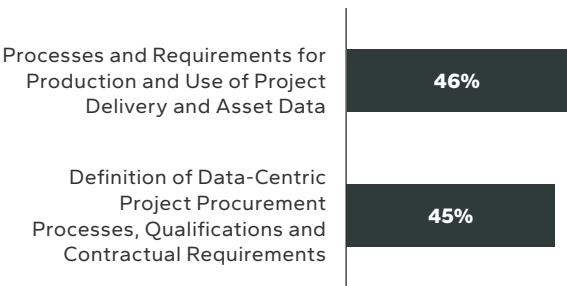 Processes and Requirements for
Production and Use of Project
Delivery and Asset Data
46%
Definition of Data-Centric
Project Procurement
Processes, Qualifications and
Contractual Requirements
45%